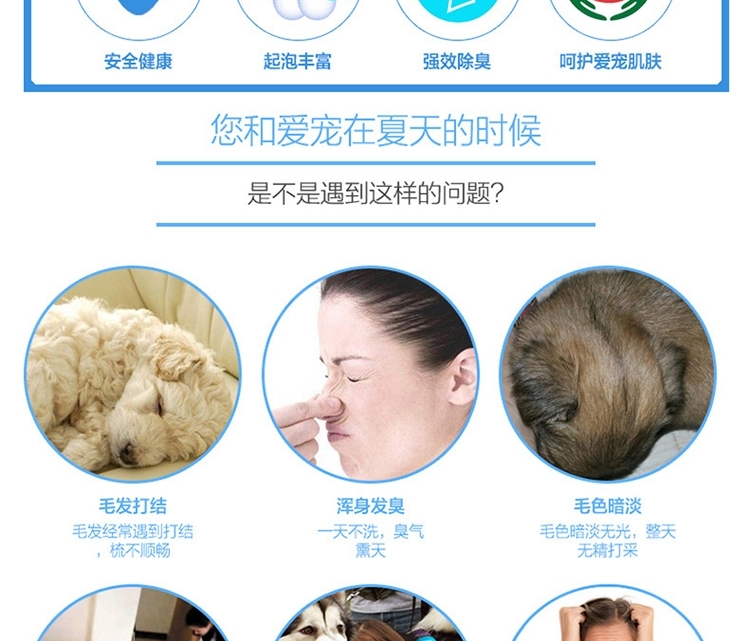 安全健康
起泡丰富
强效除臭
呵护爱宠肌肤
您和爱宠在夏天的时候
是不是遇到这样的问题?
毛发打结
毛发经常遇到打结
，梳不顺畅
浑身发臭
一天不洗，臭气
熏天
毛色暗淡
毛色暗淡无光，整天
无精打采